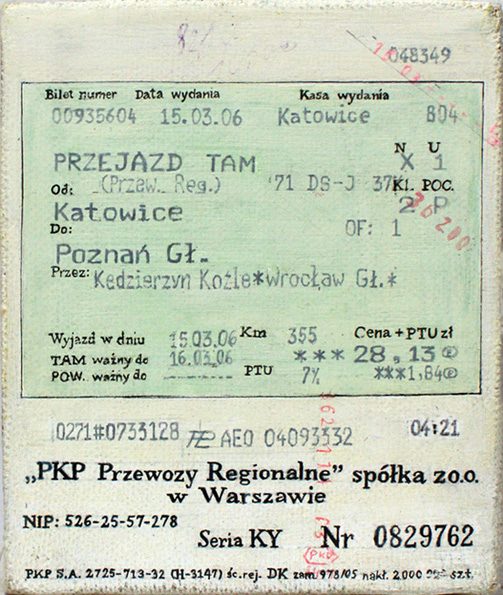 048349
Bilet numer Data wydania Kasa wydania
00935604 15.03.06 Katowice 804
N U
PRZEJAZD TAM X 1
Od: (Przew. Reg.) '71 DS-J 37% KL. POC.
Katowice 2 P
Do: OF: 1
Poznań Gł.
Przez: Kedzierzyn Koźle*Wrocław Gł.*
Wyjazd w dniu 15.03.06 Km 355 Cena + PTU zł
TAM ważny do 16.03.06 *** 28,13
POW. ważny do -------- PTU 7% ***1,84
0271#0733128 AEO 04093332 04:21
„PKP Przewozy Regionalne” spółka zo.o.
w Warszawie
NIP: 526-25-57-278
Seria KY Nr 0829762
PKP S.A. 2725-713-32 (H-3147) śc.rej. DK zam. 978/05 nakł. 2 000